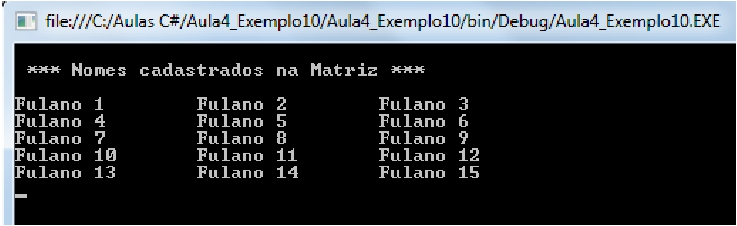 file:///C:/Aulas C#/Aula4_Exemplo10/Aula4_Exemplo10/bin/Debug/Aula4_Exemplo10.EXE
*** Nomes cadastrados na Matriz ***
Fulano 1 Fulano 2 Fulano 3
Fulano 4 Fulano 5 Fulano 6
Fulano 7 Fulano 8 Fulano 9
Fulano 10 Fulano 11 Fulano 12
Fulano 13 Fulano 14 Fulano 15